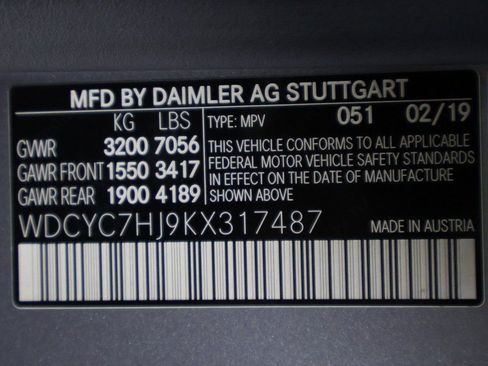 MFD BY DAIMLER AG STUTTGART
KG LBS TYPE: MPV 051 02/19
GVWR 3200 7056 THIS VEHICLE CONFORMS TO ALL APPLICABLE
GAWR FRONT 1550 3417 FEDERAL MOTOR VEHICLE SAFETY STANDARDS
GAWR REAR 1900 4189 IN EFFECT ON THE DATE OF MANUFACTURE
SHOWN ABOVE
WDCYC7HJ9KX317487 MADE IN AUSTRIA